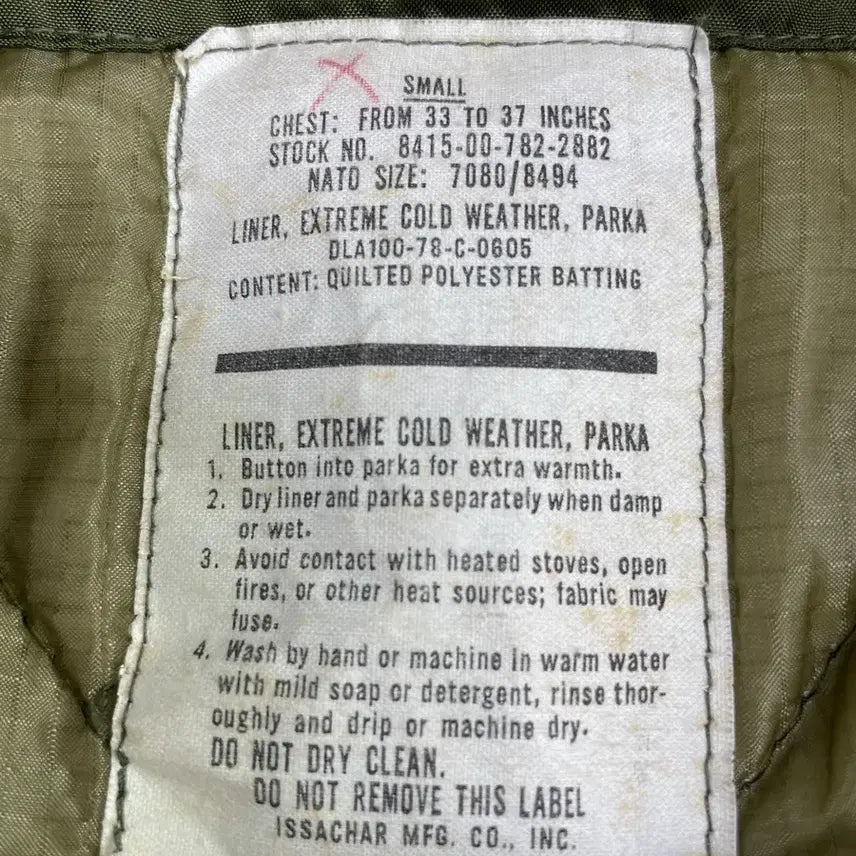 SMALL
CHEST: FROM 33 TO 37 INCHES
STOCK NO. 8415-00-782-2882
NATO SIZE: 7080/8494
LINER, EXTREME COLD WEATHER, PARKA
DLA100-78-C-0605
CONTENT: QUILTED POLYESTER BATTING
LINER, EXTREME COLD WEATHER, PARKA
1. Button into parka for extra warmth.
2. Dry liner and parka separately when damp
or wet.
3. Avoid contact with heated stoves, open
fires, or other heat sources; fabric may
fuse.
4. Wash by hand or machine in warm water
with mild soap or detergent, rinse thor-
oughly and drip or machine dry.
DO NOT DRY CLEAN.
DO NOT REMOVE THIS LABEL
ISSACHAR MFG. CO., INC.